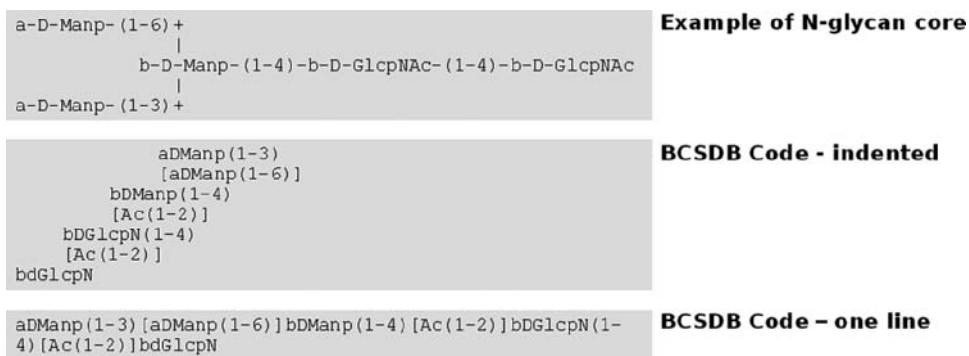 a-D-Manp-(1-6)+
|
b-D-Manp-(1-4)-b-D-GlcpNAc-(1-4)-b-D-GlcpNAc
|
a-D-Manp-(1-3)+
Example of N-glycan core
aDManp(1-3)
[aDManp(1-6)]
bDManp(1-4)
[Ac(1-2)]
bDGlcpN(1-4)
[Ac(1-2)]
bdGlcpN
BCSDB Code - indented
aDManp(1-3)[aDManp(1-6)]bDManp(1-4)[Ac(1-2)]bDGlcpN(1-
4)[Ac(1-2)]bdGlcpN
BCSDB Code – one line